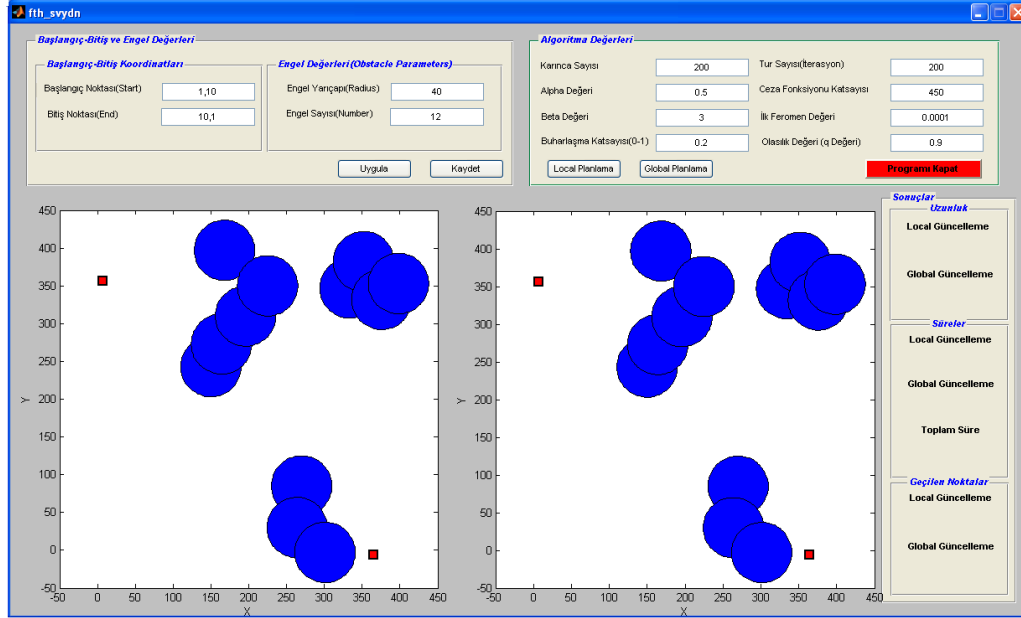 fth_svydn
Başlangıç-Bitiş ve Engel Değerleri
Başlangıç-Bitiş Koordinatları
Başlangıç Noktası(Start) 1,10
Bitiş Noktası(End) 10,1
Engel Değerleri(Obstacle Parameters)
Engel Yarıçapı(Radius) 40
Engel Sayısı(Number) 12
Uygula Kaydet
Algoritma Değerleri
Karınca Sayısı 200 Tur Sayısı(İterasyon) 200
Alpha Değeri 0.5 Ceza Fonksiyonu Katsayısı 450
Beta Değeri 3 İlk Feromen Değeri 0.0001
Buharlaşma Katsayısı(0-1) 0.2 Olasılık Değeri (q Değeri) 0.9
Local Planlama Global Planlama Programı Kapat
450
400
350
300
250
200
150
100
50
0
-50
-50 0 50 100 150 200 250 300 350 400 450
X
Y
450
400
350
300
250
200
150
100
50
0
-50
-50 0 50 100 150 200 250 300 350 400 450
X
Y
Sonuçlar
Uzunluk
Local Güncelleme
Global Güncelleme
Süreler
Local Güncelleme
Global Güncelleme
Toplam Süre
Geçilen Noktalar
Local Güncelleme
Global Güncelleme